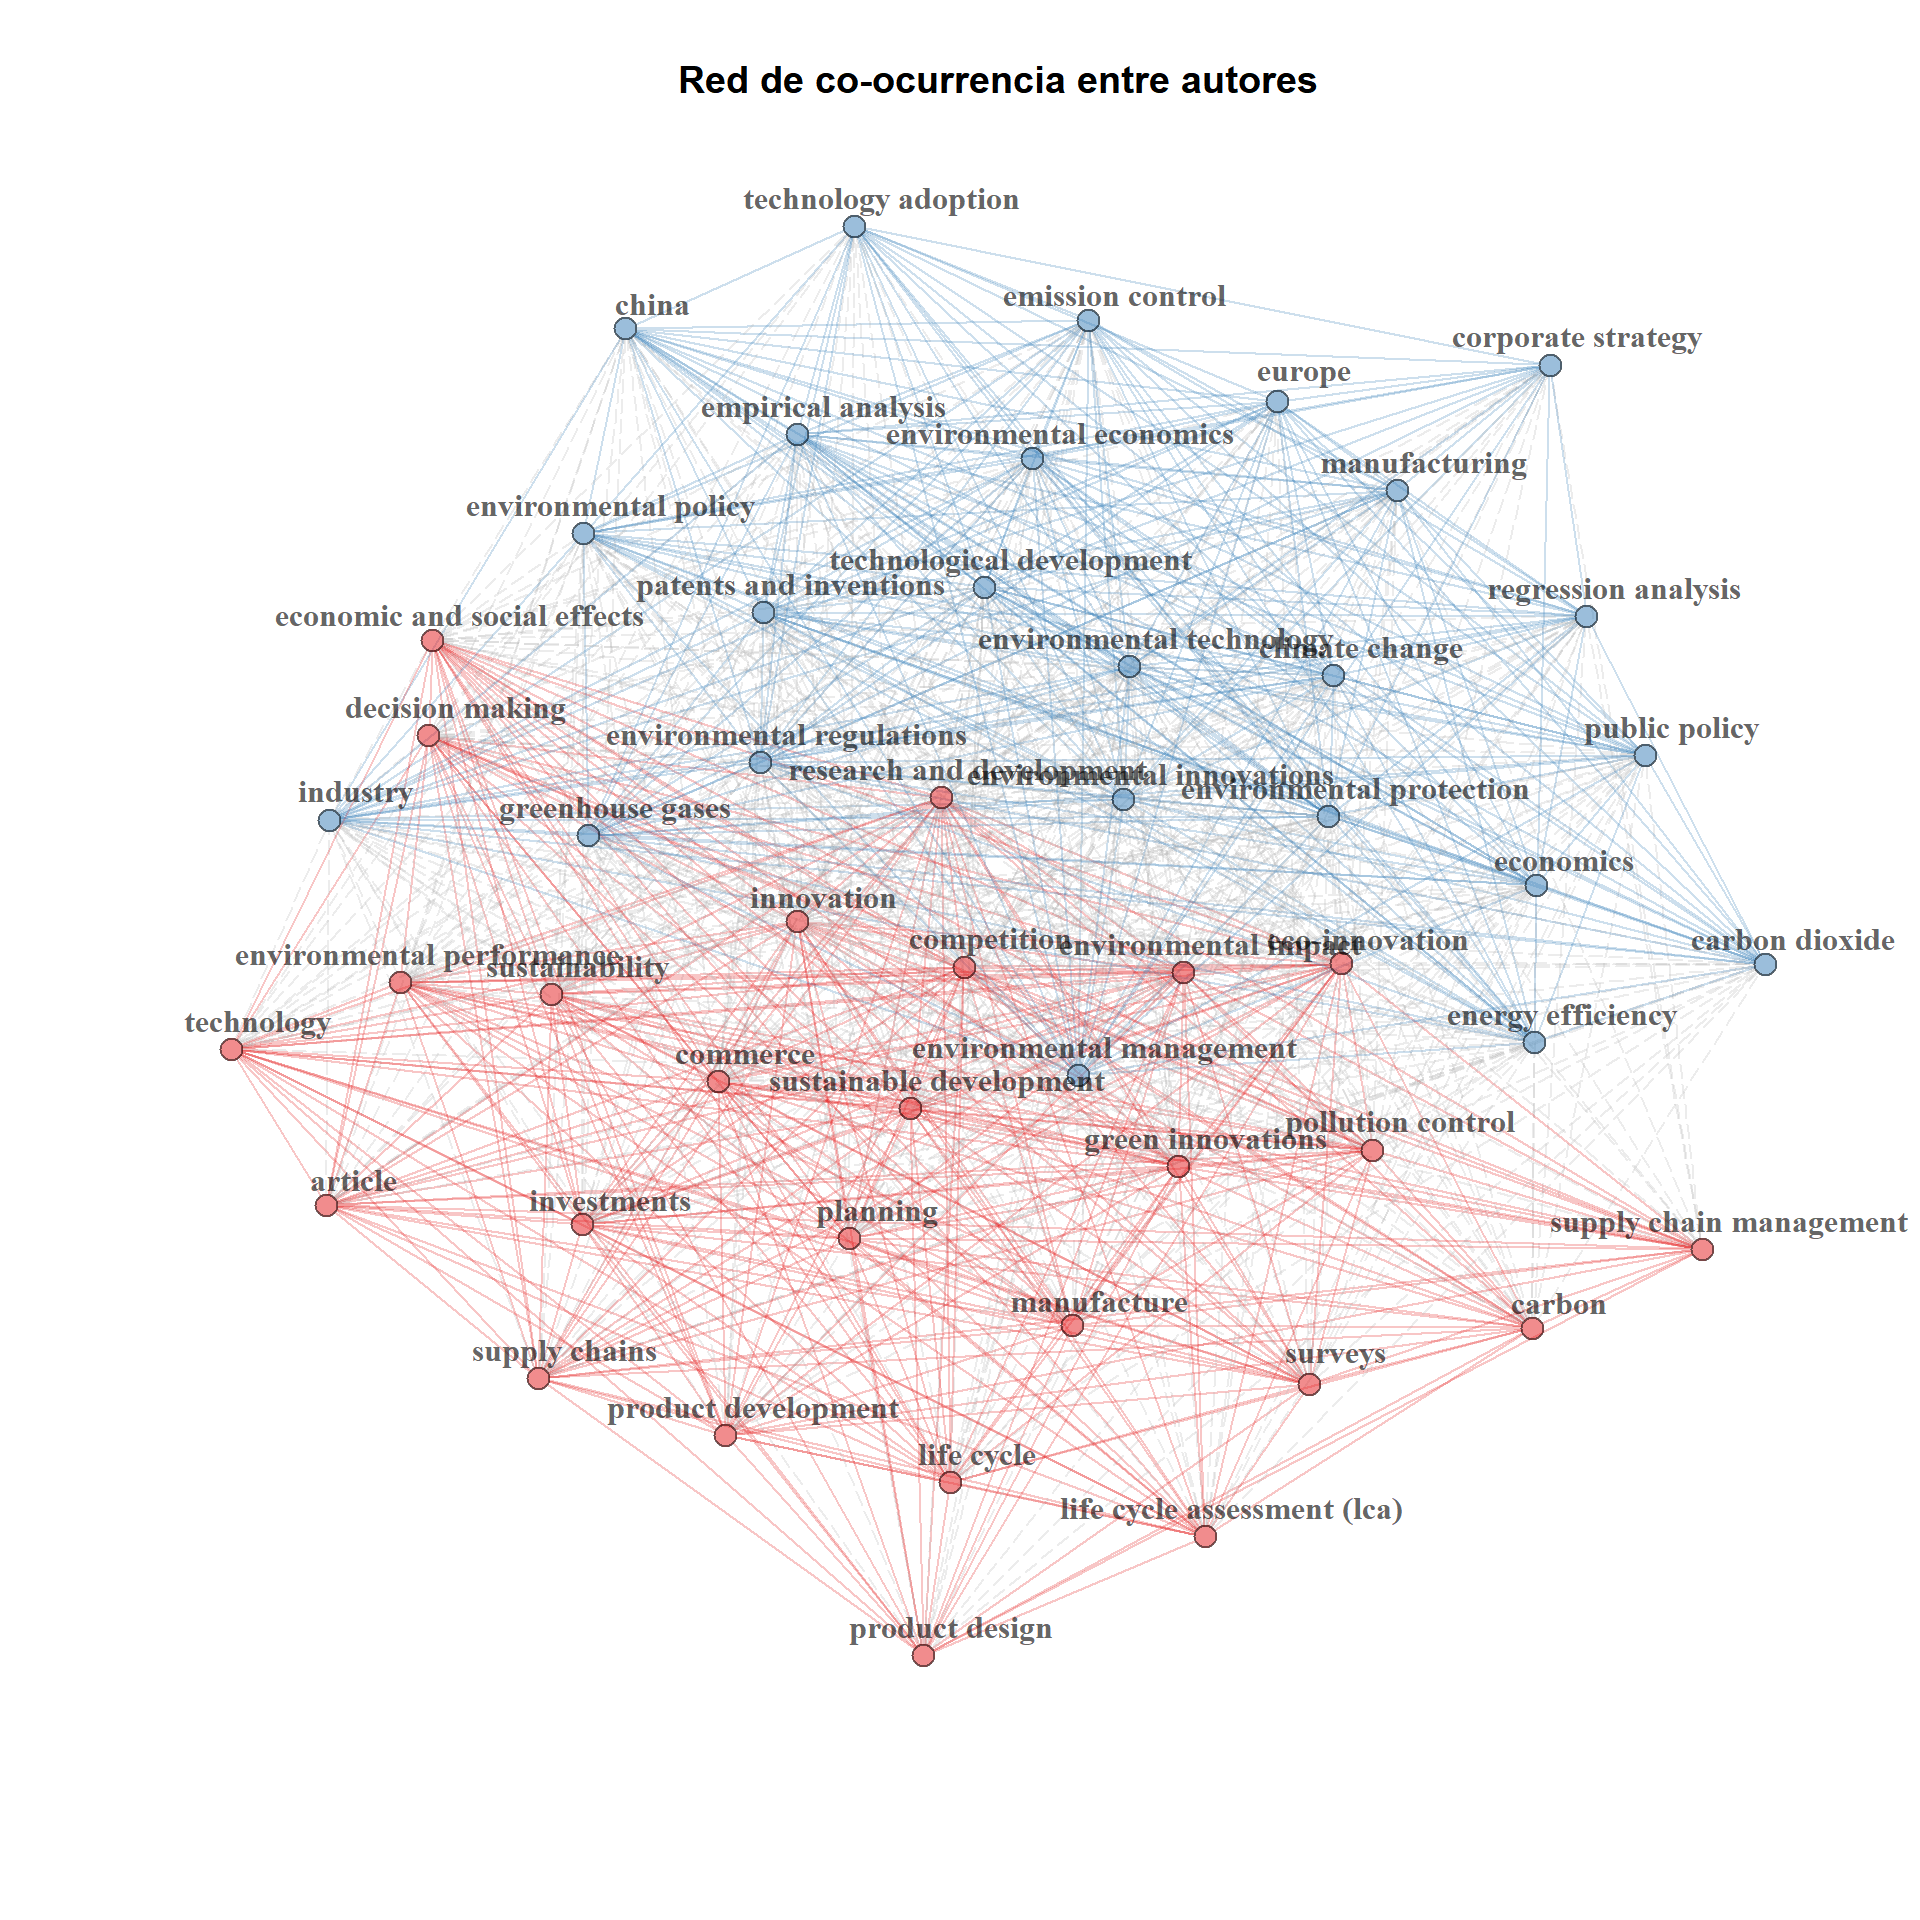 Red de co-ocurrencia entre autores
technology adoption
china
emission control
corporate strategy
europe
empirical analysis
environmental economics
manufacturing
environmental policy
technological development
patents and inventions
regression analysis
economic and social effects
environmental technology
climate change
decision making
environmental regulations
public policy
research and development
environmental innovations
environmental protection
industry
greenhouse gases
economics
innovation
competition
environmental impact
eco-innovation
carbon dioxide
environmental performance
sustainability
technology
energy efficiency
commerce
environmental management
sustainable development
pollution control
green innovations
article
investments
planning
supply chain management
manufacture
carbon
supply chains
surveys
product development
life cycle
life cycle assessment (lca)
product design